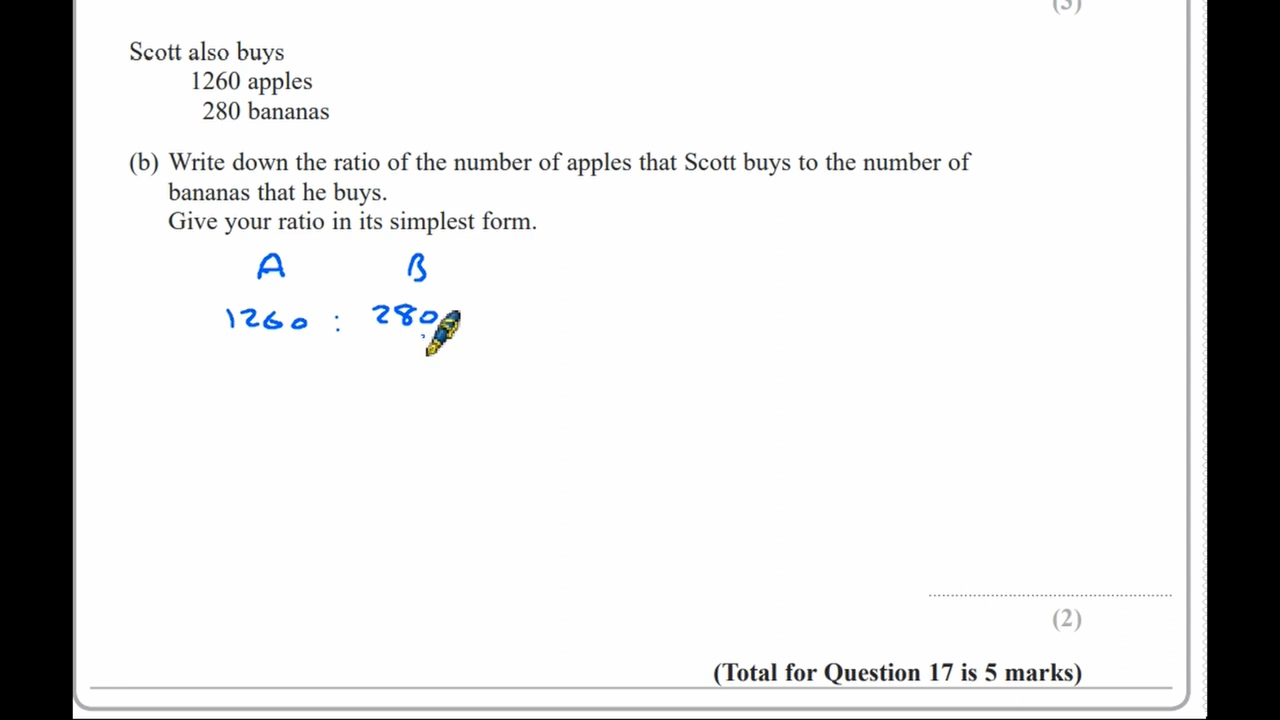 (3)
Scott also buys
1260 apples
280 bananas
(b) Write down the ratio of the number of apples that Scott buys to the number of
bananas that he buys.
Give your ratio in its simplest form.
A B
1260 : 280
(2)
(Total for Question 17 is 5 marks)